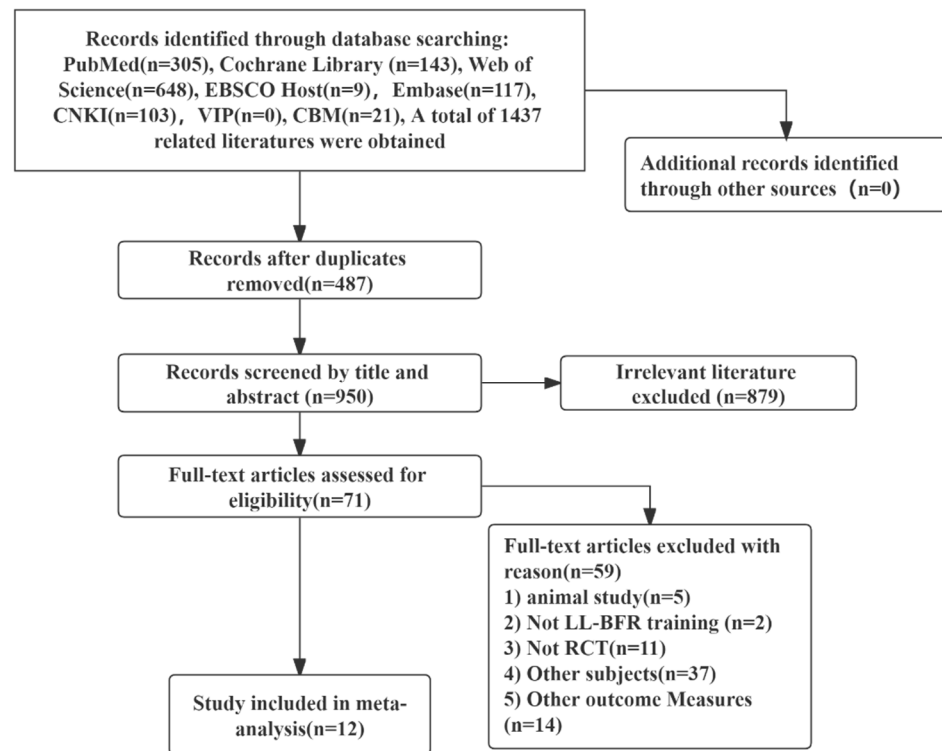 Records identified through database searching:
PubMed(n=305), Cochrane Library (n=143), Web of
Science(n=648), EBSCO Host(n=9)，Embase(n=117),
CNKI(n=103)，VIP(n=0), CBM(n=21), A total of 1437
related literatures were obtained
Additional records identified
through other sources（n=0）
Records after duplicates
removed(n=487)
Records screened by title and
abstract (n=950)
Irrelevant literature
excluded (n=879)
Full-text articles assessed for
eligibility(n=71)
Full-text articles excluded with
reason(n=59)
1) animal study(n=5)
2) Not LL-BFR training (n=2)
3) Not RCT(n=11)
4) Other subjects(n=37)
5) Other outcome Measures
(n=14)
Study included in meta-
analysis(n=12)